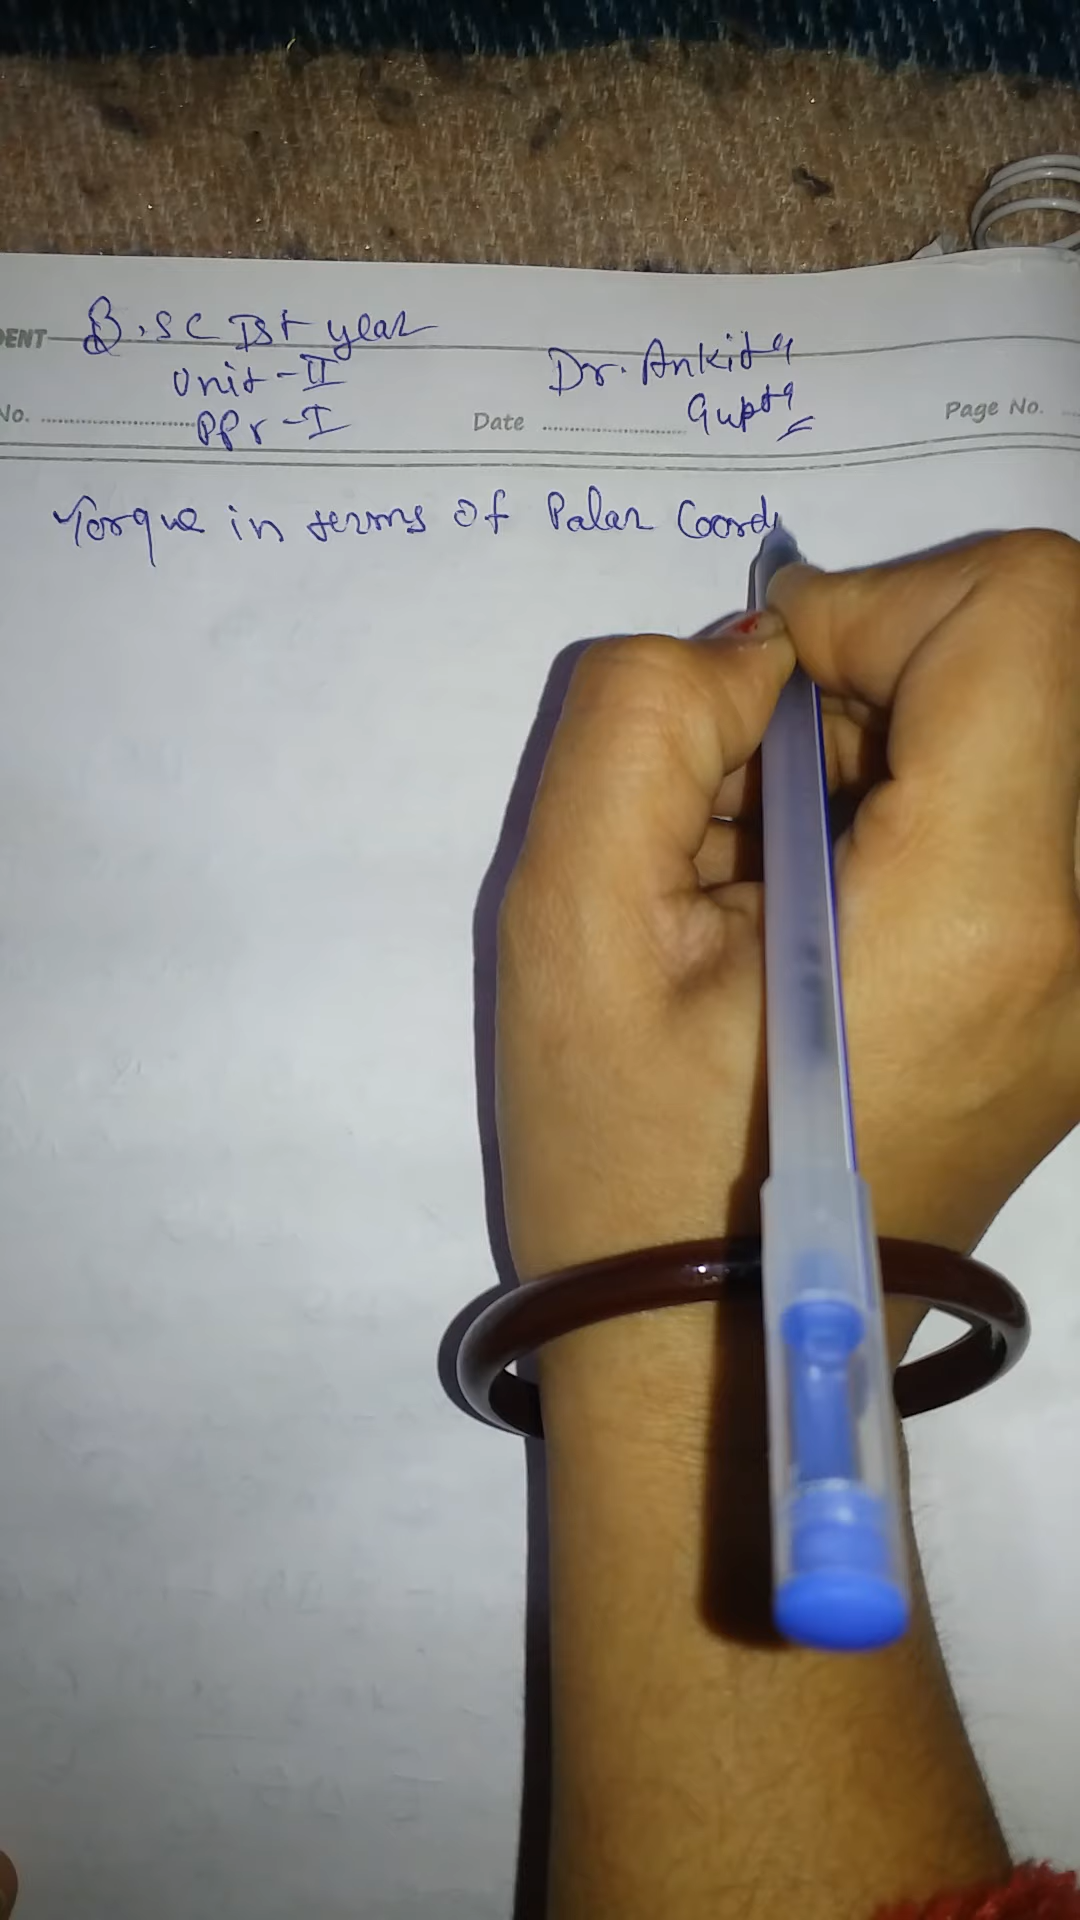 DENT B.SC Ist year
Unit-II
Dr. Ankita
No. PPr-I
Date
Gupta
Page No.
Torque in terms of Palar Coord